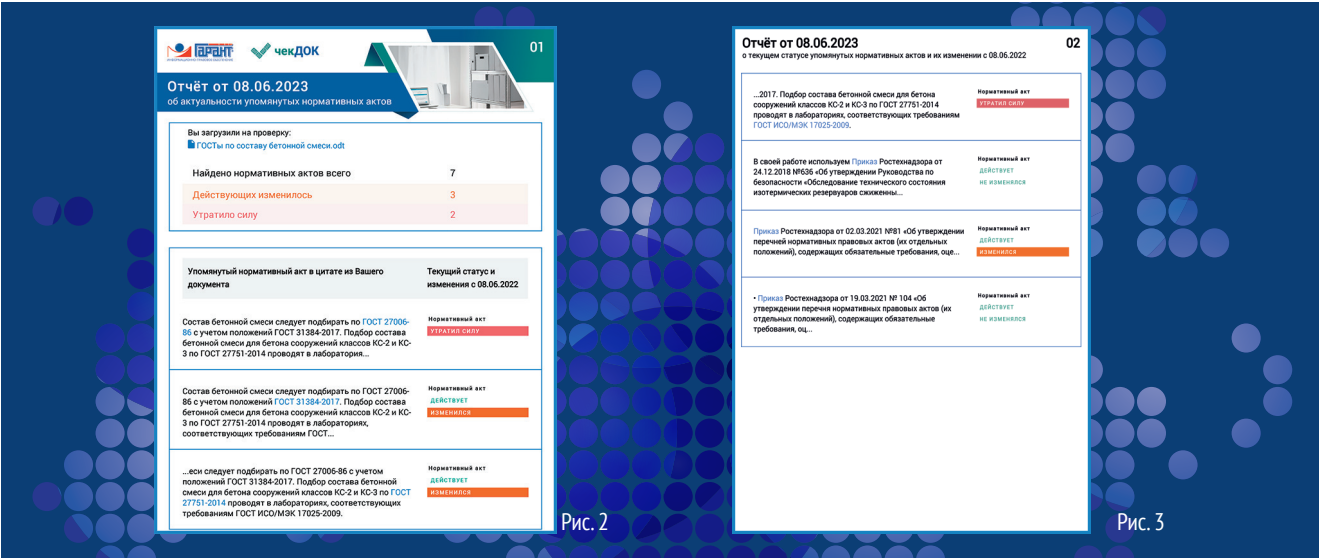 ГАРАНТ
ИНФОРМАЦИОННО-ПРАВОВОЕ ОБЕСПЕЧЕНИЕ
чекДОК
01
Отчёт от 08.06.2023
об актуальности упомянутых нормативных актов
Вы загрузили на проверку:
ГОСТы по составу бетонной смеси.odt
Найдено нормативных актов всего 7
Действующих изменилось 3
Утратило силу 2
Упомянутый нормативный акт в цитате из Вашего
документа
Текущий статус и
изменения с 08.06.2022
Состав бетонной смеси следует подбирать по ГОСТ 27006-
86 с учетом положений ГОСТ 31384-2017. Подбор состава
бетонной смеси для бетона сооружений классов КС-2 и КС-
3 по ГОСТ 27751-2014 проводят в лаборатория...
Нормативный акт
УТРАТИЛ СИЛУ
Состав бетонной смеси следует подбирать по ГОСТ 27006-
86 с учетом положений ГОСТ 31384-2017. Подбор состава
бетонной смеси для бетона сооружений классов КС-2 и КС-
3 по ГОСТ 27751-2014 проводят в лабораториях,
соответствующих требованиям ГОСТ...
Нормативный акт
ДЕЙСТВУЕТ
ИЗМЕНИЛСЯ
...еси следует подбирать по ГОСТ 27006-86 с учетом
положений ГОСТ 31384-2017. Подбор состава бетонной
смеси для бетона сооружений классов КС-2 и КС-3 по ГОСТ
27751-2014 проводят в лабораториях, соответствующих
требованиям ГОСТ ИСО/МЭК 17025-2009.
Нормативный акт
ДЕЙСТВУЕТ
ИЗМЕНИЛСЯ
Рис. 2
Отчёт от 08.06.2023
02
о текущем статусе упомянутых нормативных актов и их изменении с 08.06.2022
...2017. Подбор состава бетонной смеси для бетона
сооружений классов КС-2 и КС-3 по ГОСТ 27751-2014
проводят в лабораториях, соответствующих требованиям
ГОСТ ИСО/МЭК 17025-2009.
Нормативный акт
УТРАТИЛ СИЛУ
В своей работе используем Приказ Ростехнадзора от
24.12.2018 №636 «Об утверждении Руководства по
безопасности «Обследование технического состояния
изотермических резервуаров сжиженны...
Нормативный акт
ДЕЙСТВУЕТ
НЕ ИЗМЕНЯЛСЯ
Приказ Ростехнадзора от 02.03.2021 №81 «Об утверждении
перечней нормативных правовых актов (их отдельных
положений), содержащих обязательные требования, оце...
Нормативный акт
ДЕЙСТВУЕТ
ИЗМЕНИЛСЯ
• Приказ Ростехнадзора от 19.03.2021 № 104 «Об
утверждении перечня нормативных правовых актов (их
отдельных положений), содержащих обязательные
требования, оц...
Нормативный акт
ДЕЙСТВУЕТ
НЕ ИЗМЕНЯЛСЯ
Рис. 3